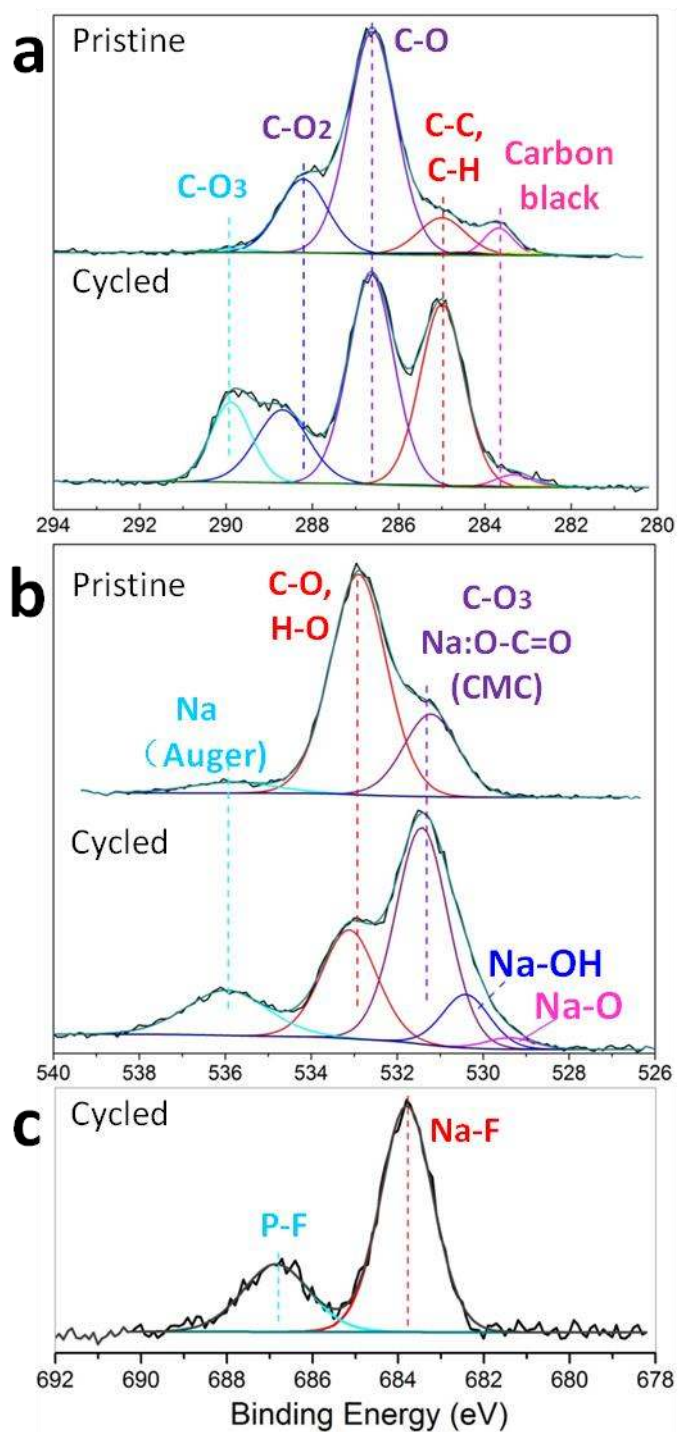 a
Pristine
C-O
C-O2
C-C,
C-H
C-O3
Carbon
black
Cycled
294 292 290 288 286 284 282 280
b
Pristine
C-O,
H-O
C-O3
Na:O-C=O
(CMC)
Na
（Auger)
Cycled
Na-OH
Na-O
540 538 536 534 532 530 528 526
c
Cycled
Na-F
P-F
692 690 688 686 684 682 680 678
Binding Energy (eV)